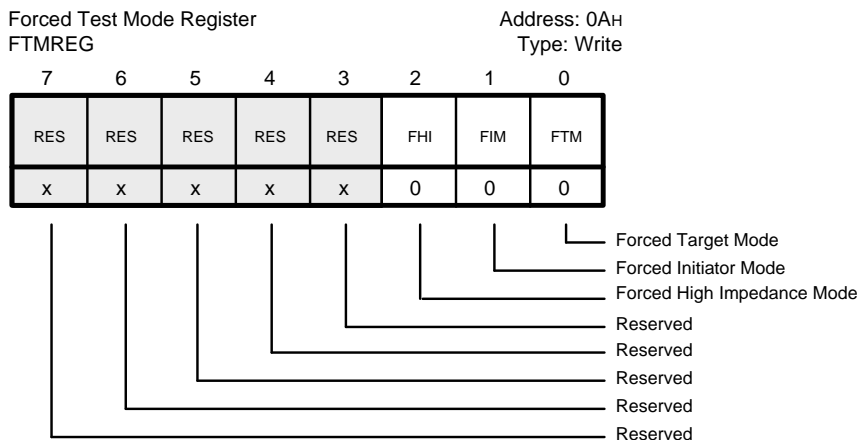 Forced Test Mode Register Address: 0AH
FTMREG Type: Write
7 6 5 4 3 2 1 0
RES RES RES RES RES FHI FIM FTM
x x x x x 0 0 0
Forced Target Mode
Forced Initiator Mode
Forced High Impedance Mode
Reserved
Reserved
Reserved
Reserved
Reserved